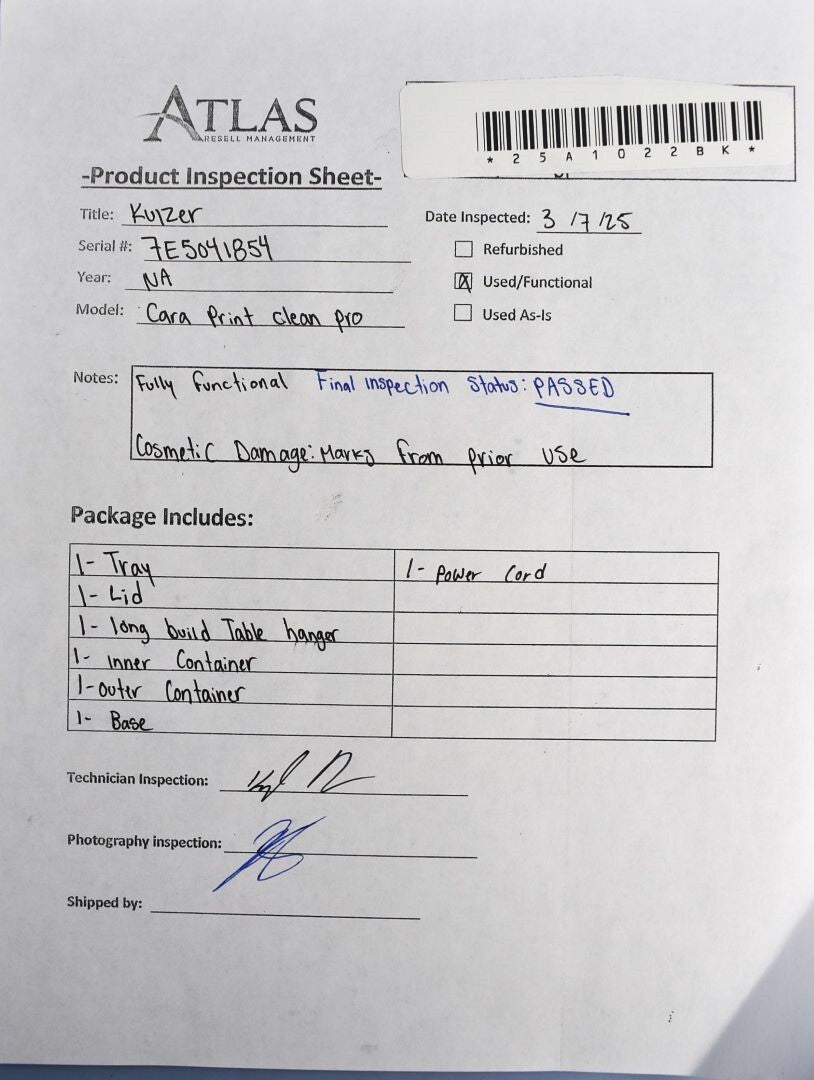 ATLAS
RESELL MANAGEMENT
* 2 5 A 1 0 2 2 B K *
-Product Inspection Sheet-
Title: Kulzer
Date Inspected: 3 /7 /25
Serial #: 7E5041B54
Refurbished
Year: NA
Used/Functional
Model: Cara Print clean pro
Used As-Is
Notes: Fully Functional Final inspection Status: PASSED
Cosmetic Damage: Marks from prior use
Package Includes:
1- Tray
1- Power Cord
1- Lid
1- long build Table hanger
1- inner Container
1- outer Container
1- Base
Technician Inspection:
Photography inspection:
Shipped by: